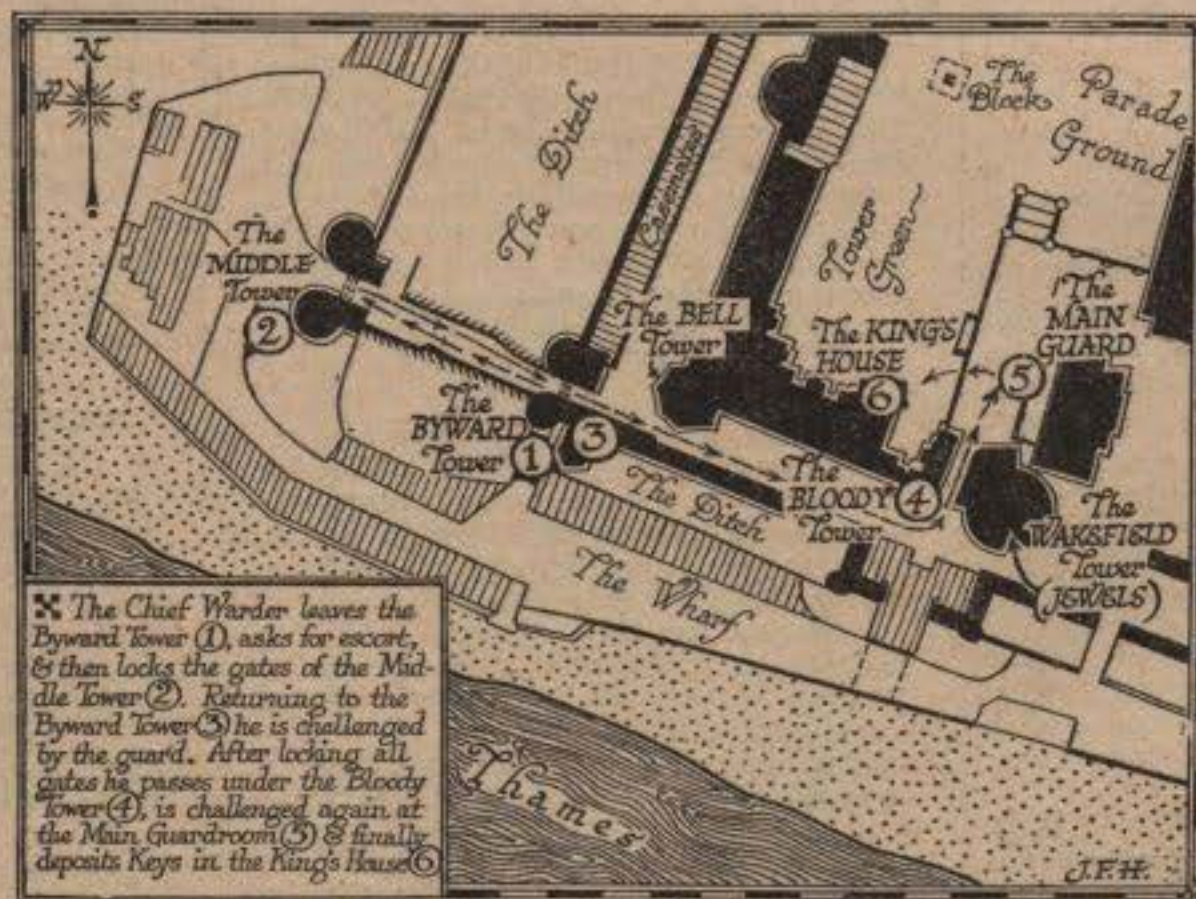 N
W S
The Ditch
Casemates
The Block
Parade Ground
Tower Green
The
MIDDLE
Tower
2
The BELL
Tower
The KING'S
HOUSE
6
The
MAIN
GUARD
5
The
BYWARD
Tower 1
3
The Ditch
The
BLOODY
Tower
4
The
WAKEFIELD
Tower
(JEWELS)
The Wharf
The Chief Warder leaves the
Byward Tower (1), asks for escort,
& then locks the gates of the Mid-
dle Tower (2). Returning to the
Byward Tower (3) he is challenged
by the guard. After locking all
gates he passes under the Bloody
Tower (4), is challenged again at
the Main Guardroom (5) & finally
deposits Keys in the King's House (6)
Thames
J.F.H.